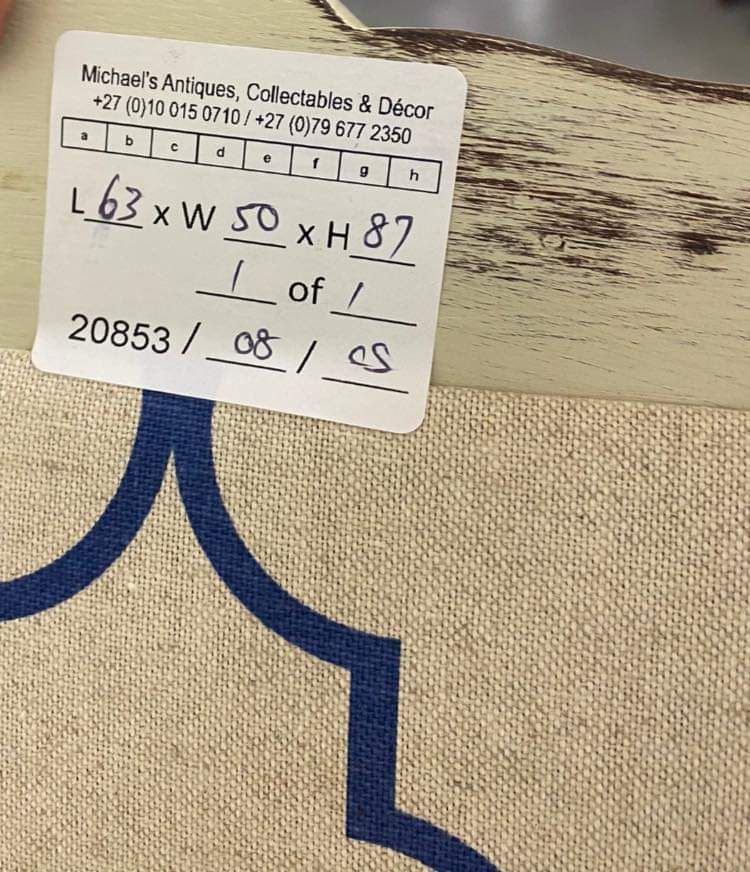 Michael's Antiques, Collectables & Décor
+27 (0)10 015 0710 / +27 (0)79 677 2350
a b c d e f g h
L 63 x W 50 x H 87
1 of 1
20853 / 08 / 05